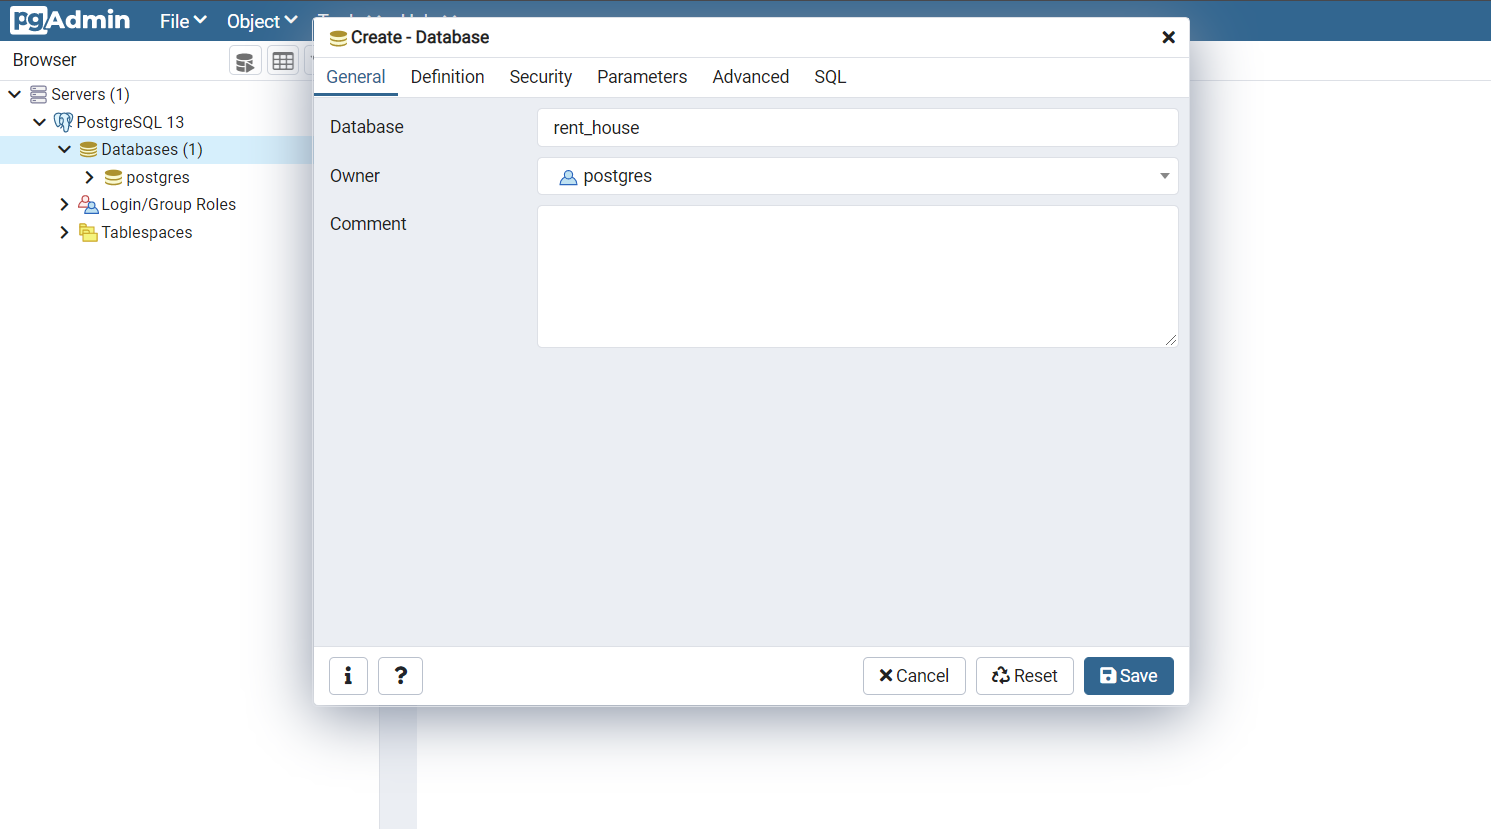 pgAdmin File Object
Browser
Servers (1)
PostgreSQL 13
Databases (1)
postgres
Login/Group Roles
Tablespaces
Create - Database
General Definition Security Parameters Advanced SQL
Database rent_house
Owner postgres
Comment
i ? Cancel Reset Save